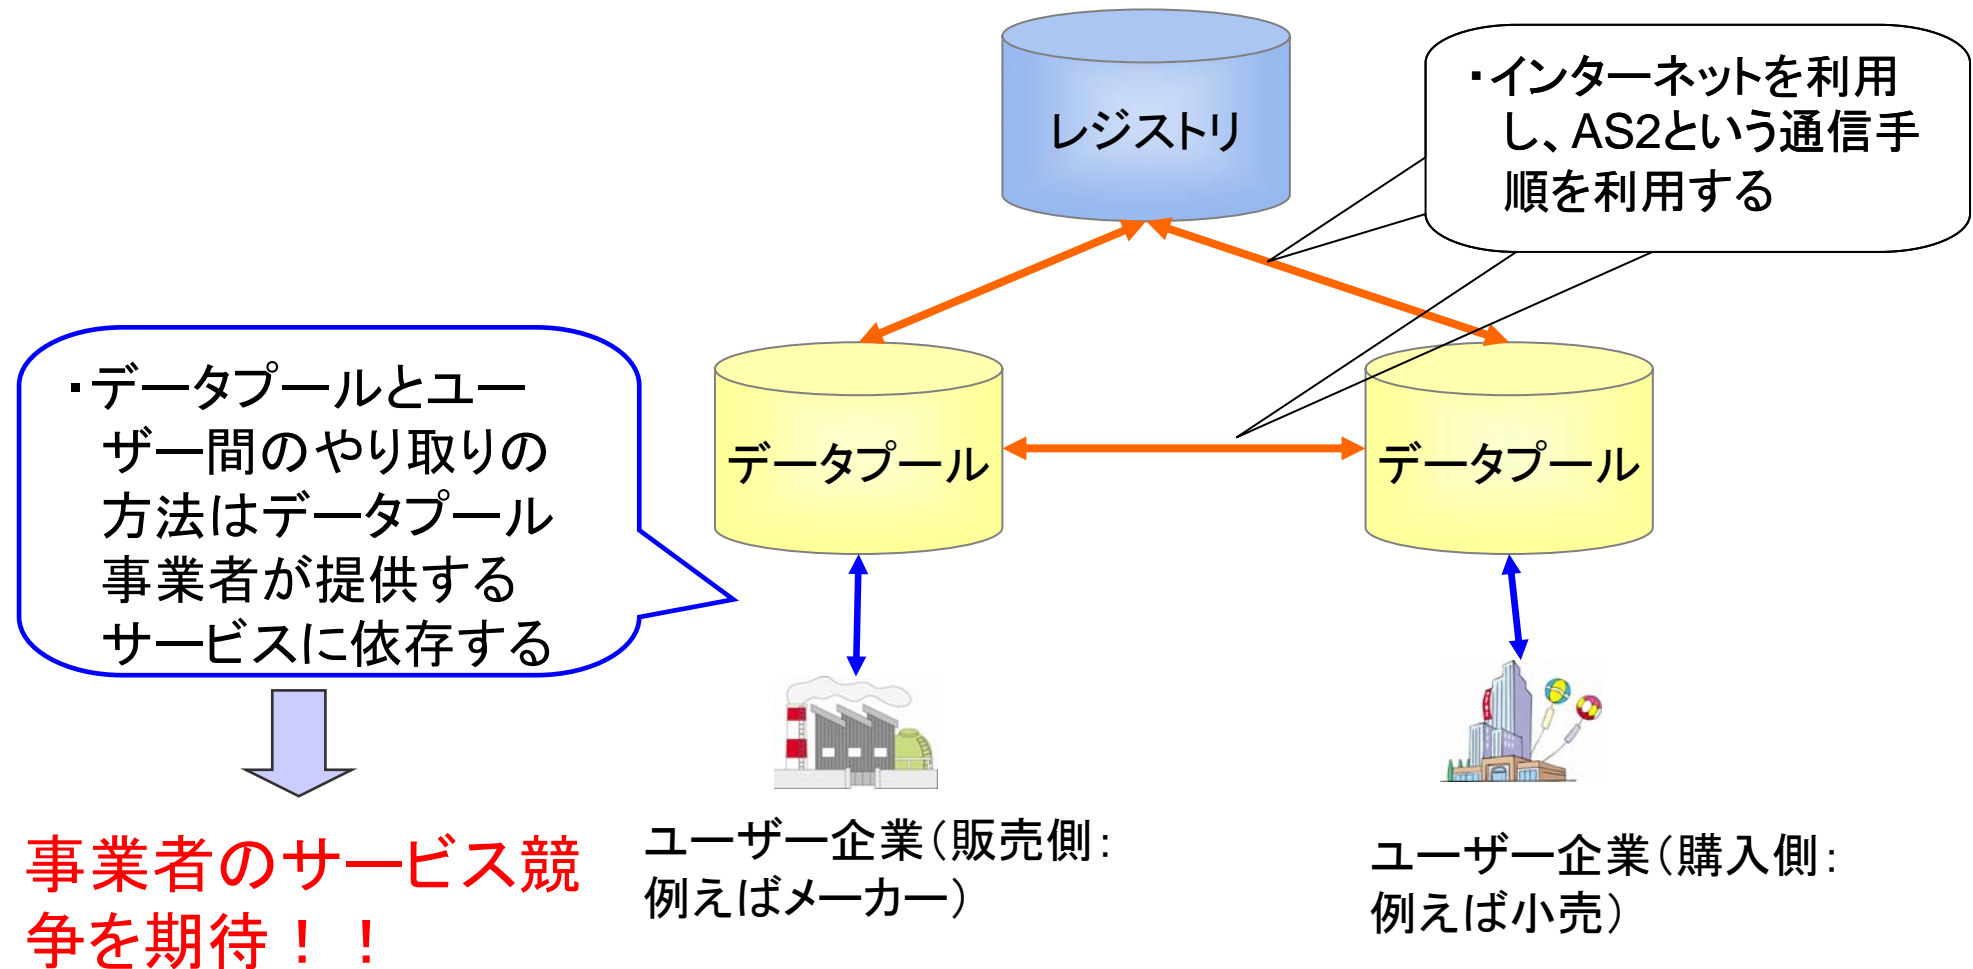 レジストリ
・インターネットを利用
し、AS2という通信手
順を利用する
・データプールとユー
ザー間のやり取りの
方法はデータプール
事業者が提供する
サービスに依存する
データプール
データプール
事業者のサービス競
争を期待！！
ユーザー企業（販売側：
例えばメーカー）
ユーザー企業（購入側：
例えば小売）